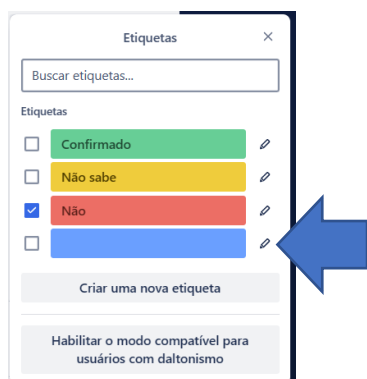 Etiquetas
Buscar etiquetas...
Etiquetas
Confirmado
Não sabe
Não
Criar uma nova etiqueta
Habilitar o modo compatível para
usuários com daltonismo